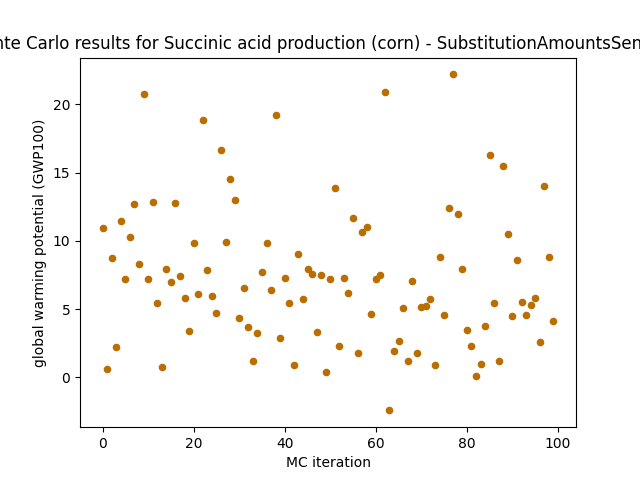 nte Carlo results for Succinic acid production (corn) - SubstitutionAmountsSen
global warming potential (GWP100)
20
15
10
5
0
0 20 40 60 80 100
MC iteration